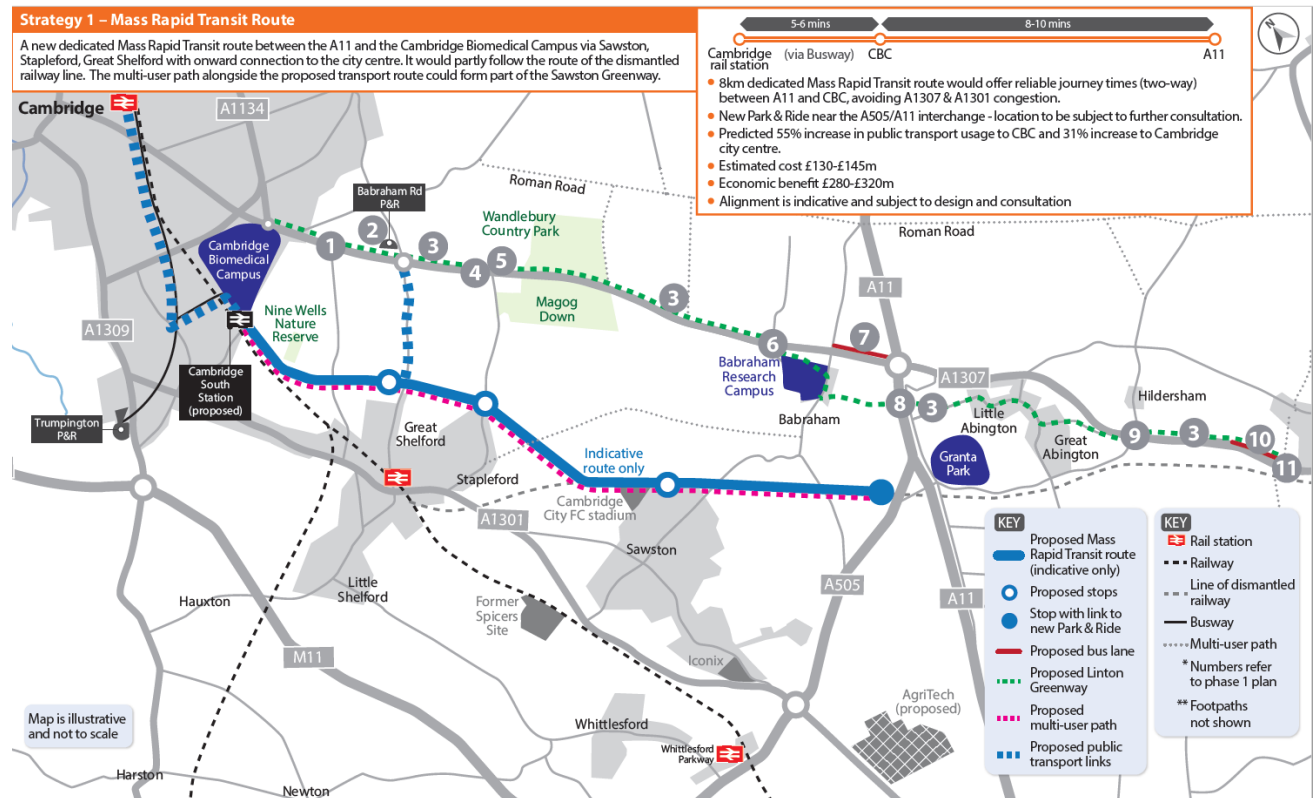 Strategy 1 – Mass Rapid Transit Route
A new dedicated Mass Rapid Transit route between the A11 and the Cambridge Biomedical Campus via Sawston,
Stapleford, Great Shelford with onward connection to the city centre. It would partly follow the route of the dismantled
railway line. The multi-user path alongside the proposed transport route could form part of the Sawston Greenway.
5-6 mins
8-10 mins
Cambridge
rail station
(via Busway)
CBC
A11
• 8km dedicated Mass Rapid Transit route would offer reliable journey times (two-way)
between A11 and CBC, avoiding A1307 & A1301 congestion.
• New Park & Ride near the A505/A11 interchange - location to be subject to further consultation.
• Predicted 55% increase in public transport usage to CBC and 31% increase to Cambridge
city centre.
• Estimated cost £130-£145m
• Economic benefit £280-£320m
• Alignment is indicative and subject to design and consultation
Cambridge
A1134
Babraham Rd
P&R
Roman Road
Wandlebury
Country Park
Roman Road
Cambridge
Biomedical
Campus
1
2
3
4
5
A11
Nine Wells
Nature
Reserve
Magog
Down
3
A1309
6
7
Babraham
Research
Campus
A1307
Cambridge
South
Station
(proposed)
Trumpington
P&R
Babraham
8
3
Little
Abington
Hildersham
Great
Abington
9
3
10
11
Great
Shelford
Granta
Park
Stapleford
Indicative
route only
Cambridge
City FC stadium
A1301
Sawston
Little
Shelford
Hauxton
Former
Spicers
Site
A505
A11
M11
Iconix
AgriTech
(proposed)
Whittlesford
Whittlesford
Parkway
Map is illustrative
and not to scale
Harston
Newton
KEY
Proposed Mass
Rapid Transit route
(indicative only)
Proposed stops
Stop with link to
new Park & Ride
Proposed bus lane
Proposed Linton
Greenway
Proposed
multi-user path
Proposed public
transport links
KEY
Rail station
Railway
Line of dismantled
railway
Busway
Multi-user path
* Numbers refer
to phase 1 plan
** Footpaths
not shown